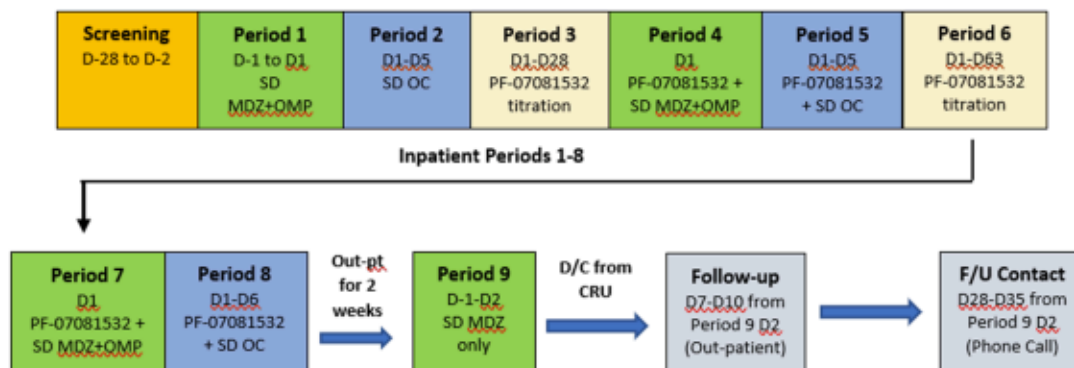 Screening
D-28 to D-2
Period 1
D-1 to D1
SD
MDZ+OMP
Period 2
D1-D5
SD OC
Period 3
D1-D28
PF-07081532
titration
Period 4
D1
PF-07081532 +
SD MDZ+OMP
Period 5
D1-D5
PF-07081532
+ SD OC
Period 6
D1-D63
PF-07081532
titration
Inpatient Periods 1-8
Period 7
D1
PF-07081532 +
SD MDZ+OMP
Period 8
D1-D6
PF-07081532
+ SD OC
Out-pt
for 2
weeks
Period 9
D-1-D2
SD MDZ
only
D/C from
CRU
Follow-up
D7-D10 from
Period 9 D2
(Out-patient)
F/U Contact
D28-D35 from
Period 9 D2
(Phone Call)